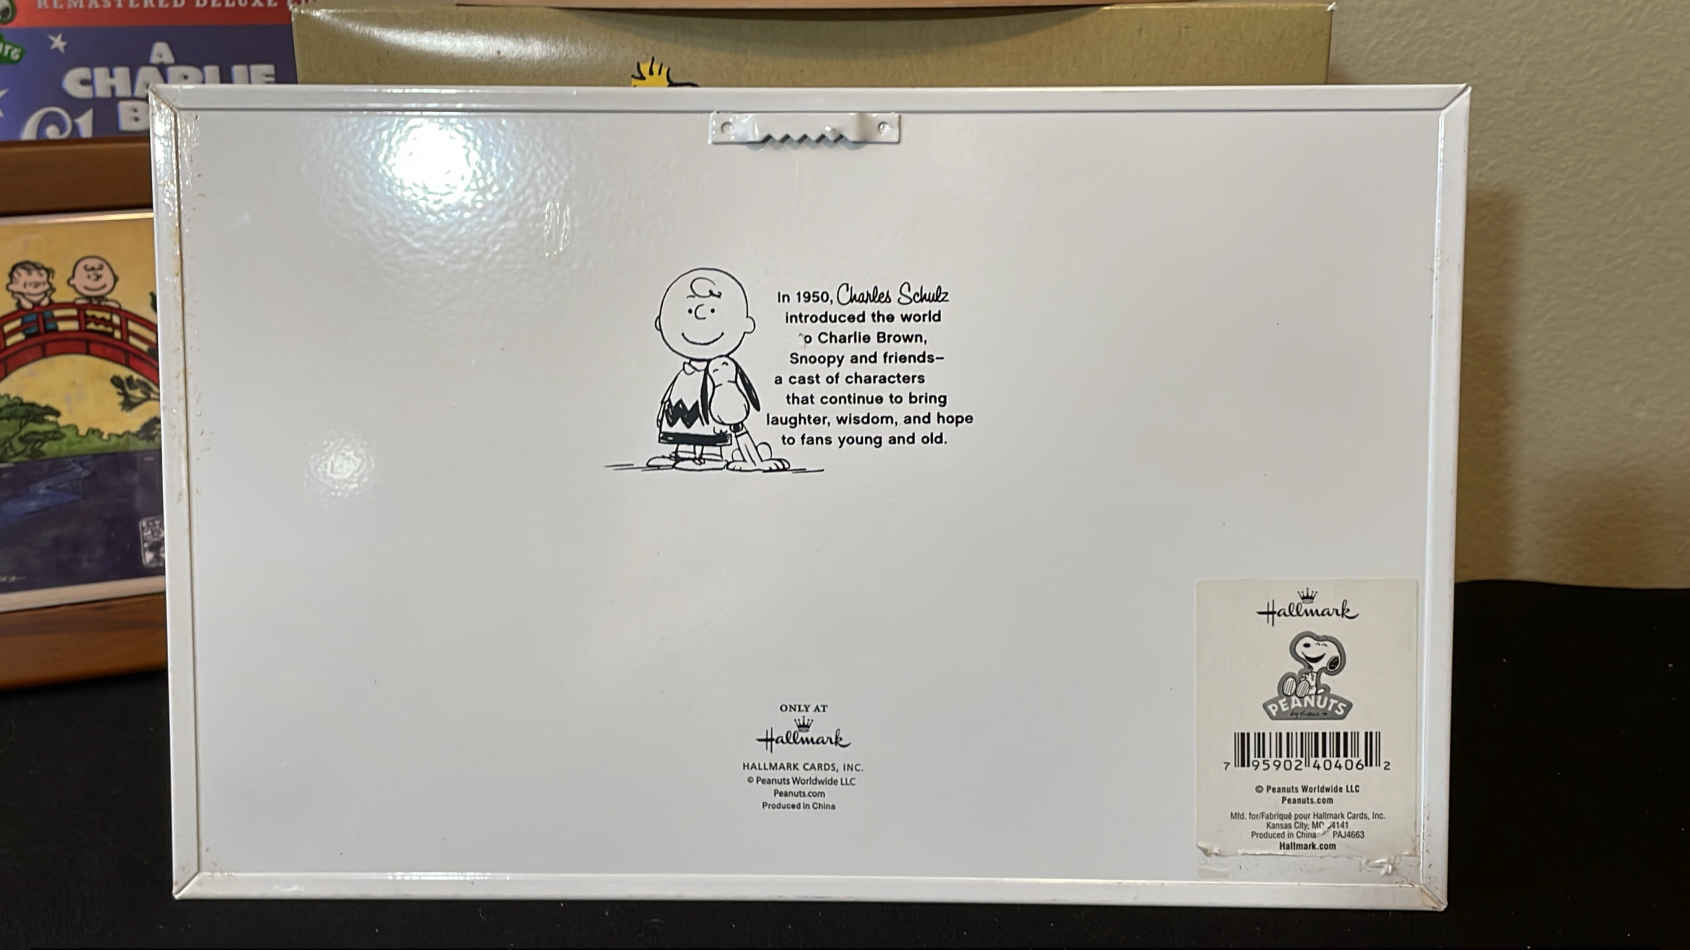 REMASTERED DELUXE
A
CHARLIE
B
In 1950, Charles Schulz
introduced the world
o Charlie Brown,
Snoopy and friends–
a cast of characters
that continue to bring
laughter, wisdom, and hope
to fans young and old.
ONLY AT
Hallmark
HALLMARK CARDS, INC.
© Peanuts Worldwide LLC
Peanuts.com
Produced in China
Hallmark
PEANUTS
7 95902 40406 2
© Peanuts Worldwide LLC
Peanuts.com
Mfd. for/Fabriqué pour Hallmark Cards, Inc.
Kansas City, MO 4141
Produced in China PAJ4663
Hallmark.com